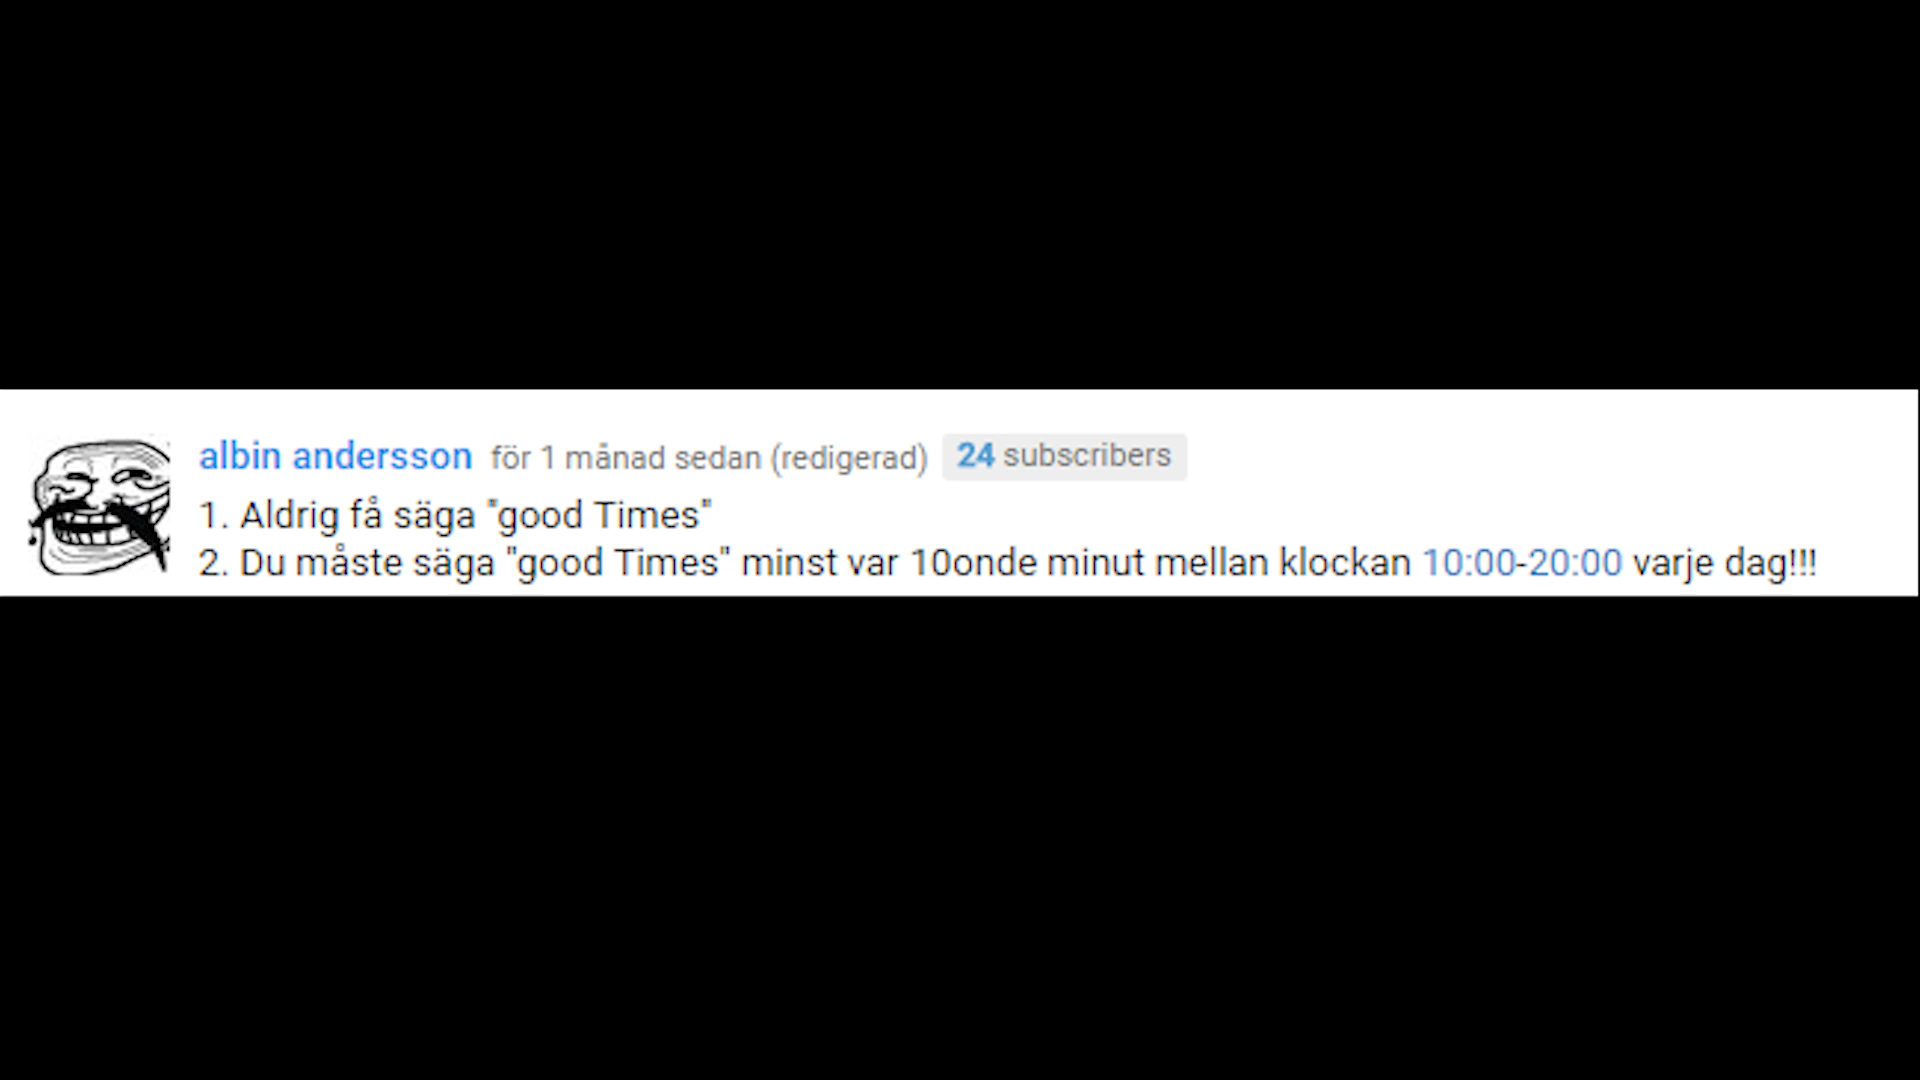 albin andersson för 1 månad sedan (redigerad) 24 subscribers
1. Aldrig få säga "good Times"
2. Du måste säga "good Times" minst var 10onde minut mellan klockan 10:00-20:00 varje dag!!!